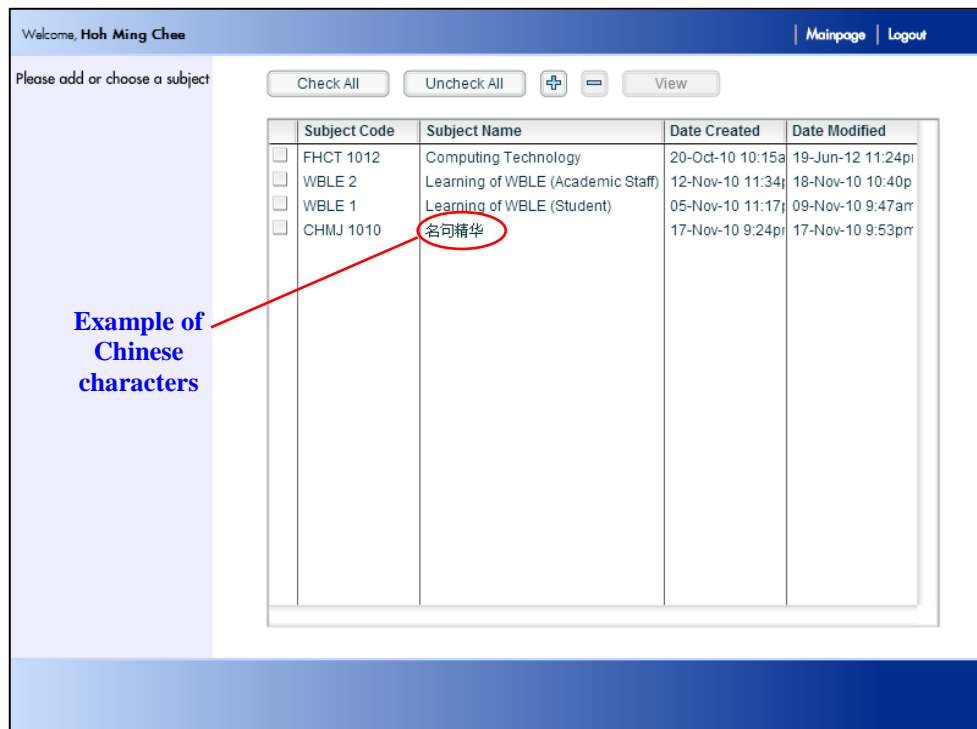 Welcome, Hoh Ming Chee | Mainpage | Logout
Please add or choose a subject
Check All Uncheck All View
Subject Code Subject Name Date Created Date Modified
FHCT 1012 Computing Technology 20-Oct-10 10:15a 19-Jun-12 11:24p
WBLE 2 Learning of WBLE (Academic Staff) 12-Nov-10 11:34 18-Nov-10 10:40p
WBLE 1 Learning of WBLE (Student) 05-Nov-10 11:17 09-Nov-10 9:47am
CHMJ 1010 名句精华 17-Nov-10 9:24p 17-Nov-10 9:53pm
Example of
Chinese
characters